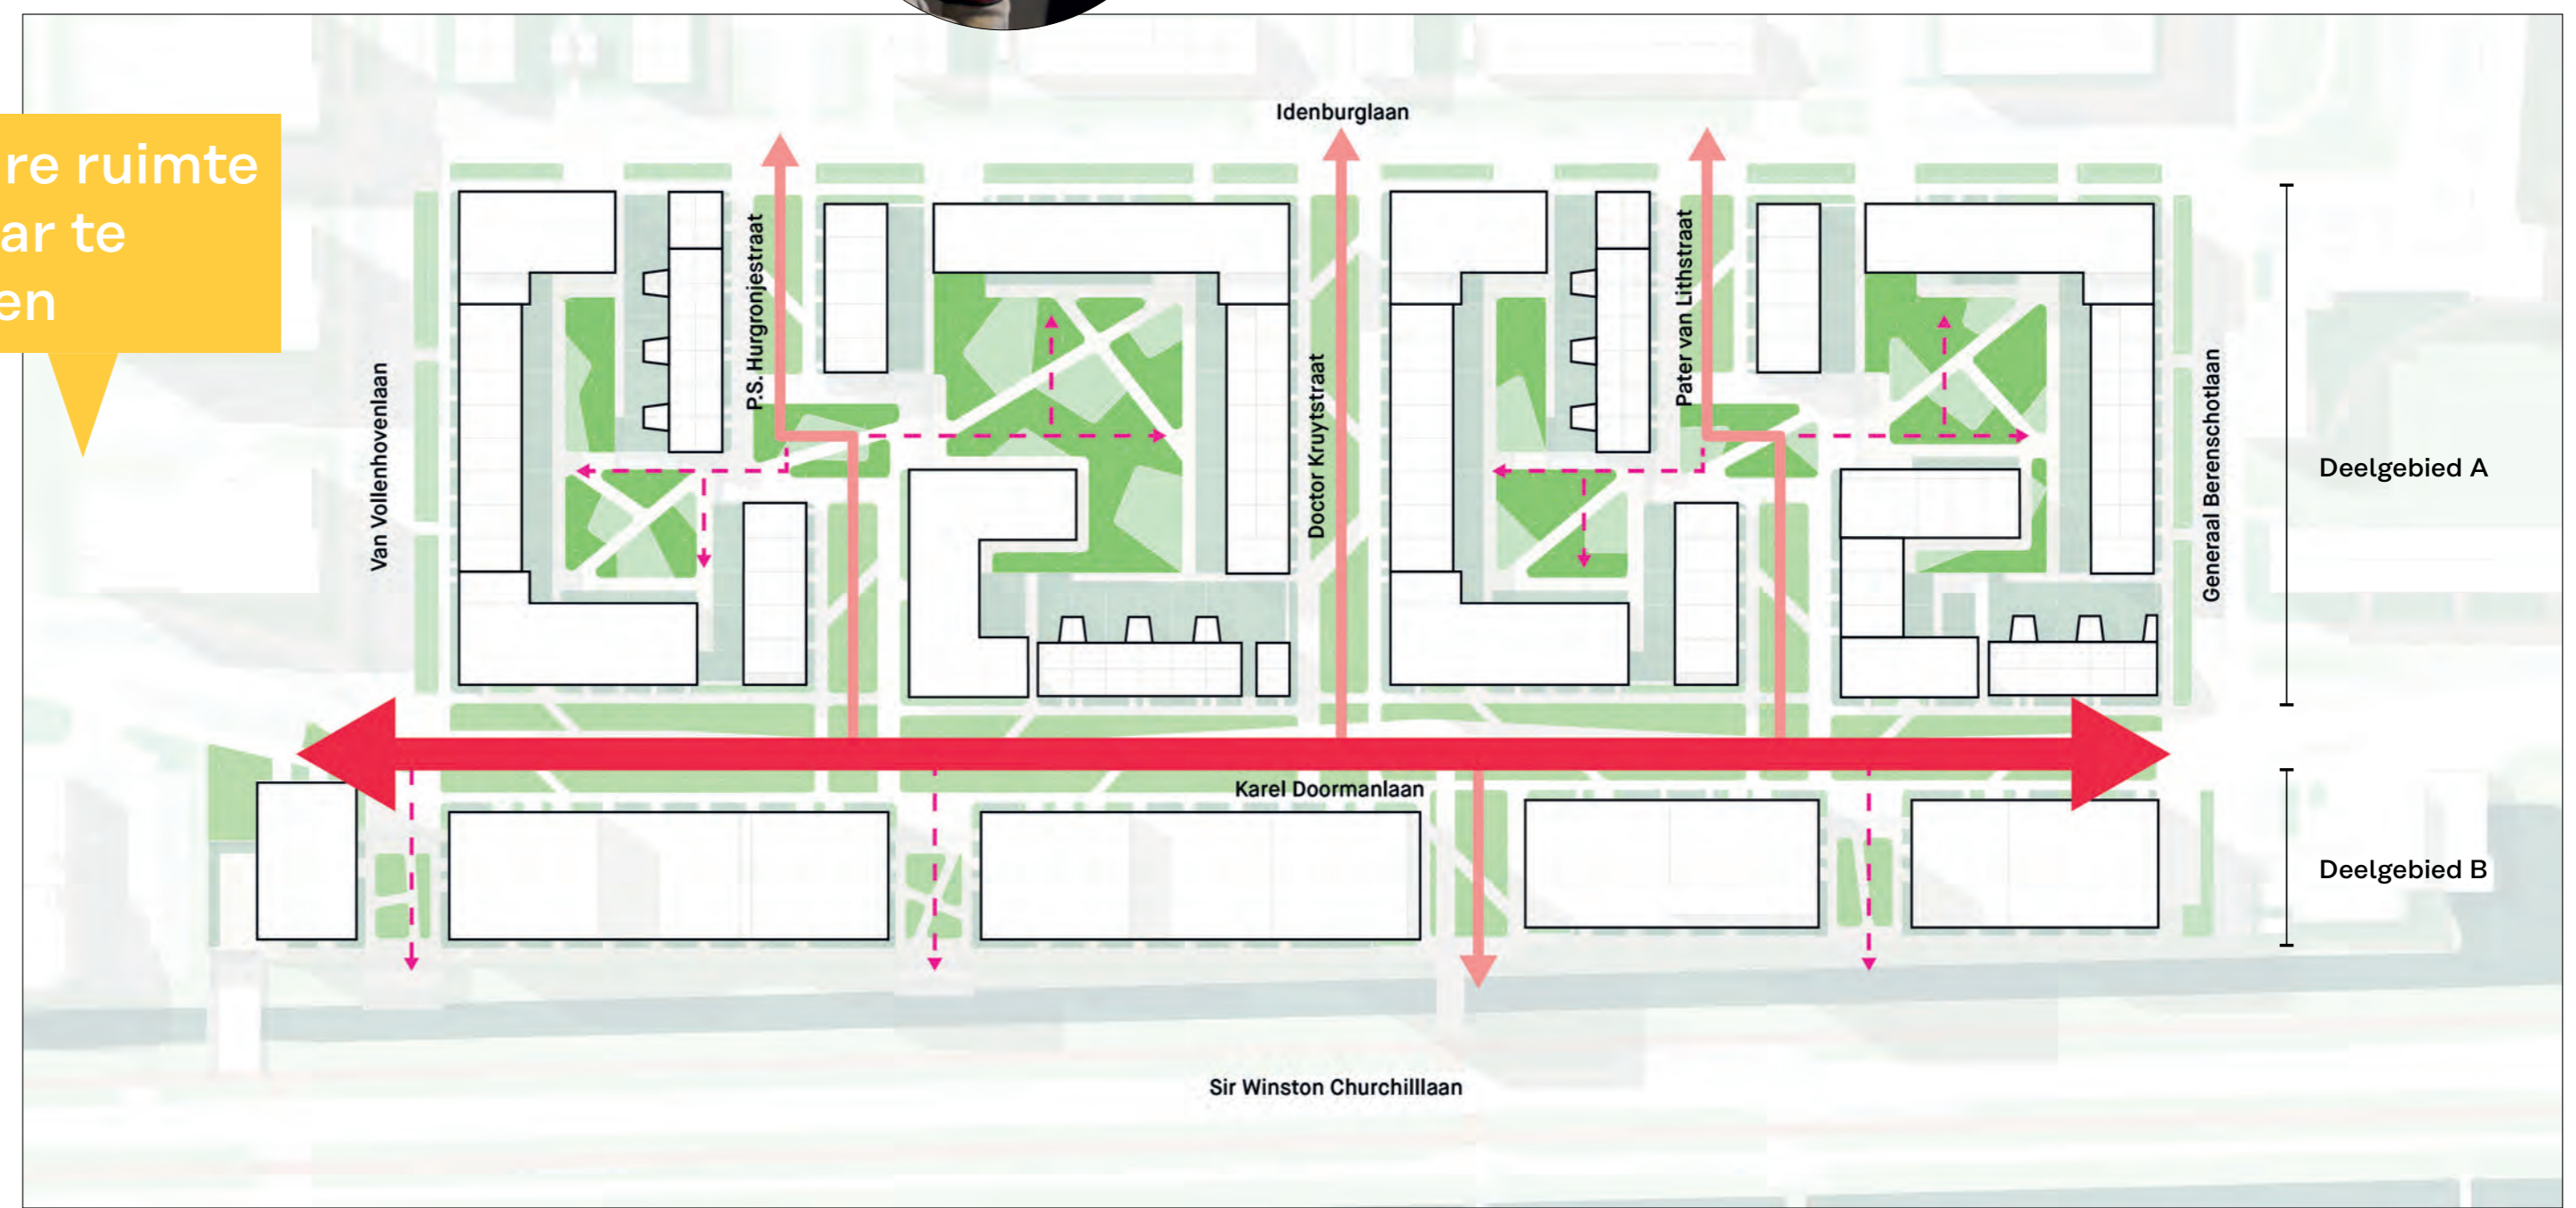 re ruimte
ar te
en
Idenburglaan
P.S. Hurgronjestraat
Pater van Lithstraat
Van Vollenhovenlaan
Doctor Kruytstraat
Generaal Berenschotlaan
Deelgebied A
Karel Doormanlaan
Deelgebied B
Sir Winston Churchilllaan